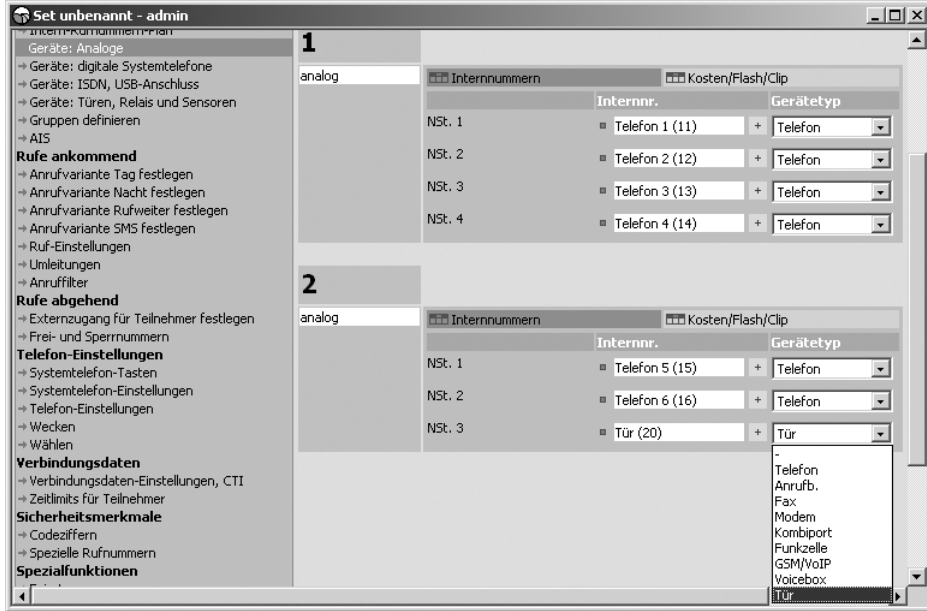 Set unbenannt - admin
Intern-Rufnummern-Plan
Geräte: Analoge
Geräte: digitale Systemtelefone
Geräte: ISDN, USB-Anschluss
Geräte: Türen, Relais und Sensoren
Gruppen definieren
AIS
Rufe ankommend
Anrufvariante Tag festlegen
Anrufvariante Nacht festlegen
Anrufvariante Rufweiter festlegen
Anrufvariante SMS festlegen
Ruf-Einstellungen
Umleitungen
Anruffilter
Rufe abgehend
Externzugang für Teilnehmer festlegen
Frei- und Sperrnummern
Telefon-Einstellungen
Systemtelefon-Tasten
Systemtelefon-Einstellungen
Telefon-Einstellungen
Wecken
Wählen
Verbindungsdaten
Verbindungsdaten-Einstellungen, CTI
Zeitlimits für Teilnehmer
Sicherheitsmerkmale
Codeziffern
Spezielle Rufnummern
Spezialfunktionen
1
analog
Internnummern Kosten/Flash/Clip
Internnr. Gerätetyp
NSt. 1 Telefon 1 (11) + Telefon
NSt. 2 Telefon 2 (12) + Telefon
NSt. 3 Telefon 3 (13) + Telefon
NSt. 4 Telefon 4 (14) + Telefon
2
analog
Internnummern Kosten/Flash/Clip
Internnr. Gerätetyp
NSt. 1 Telefon 5 (15) + Telefon
NSt. 2 Telefon 6 (16) + Telefon
NSt. 3 Tür (20) + Tür
-
Telefon
Anrufb.
Fax
Modem
Kombiport
Funkzelle
GSM/VoIP
Voicebox
Tür